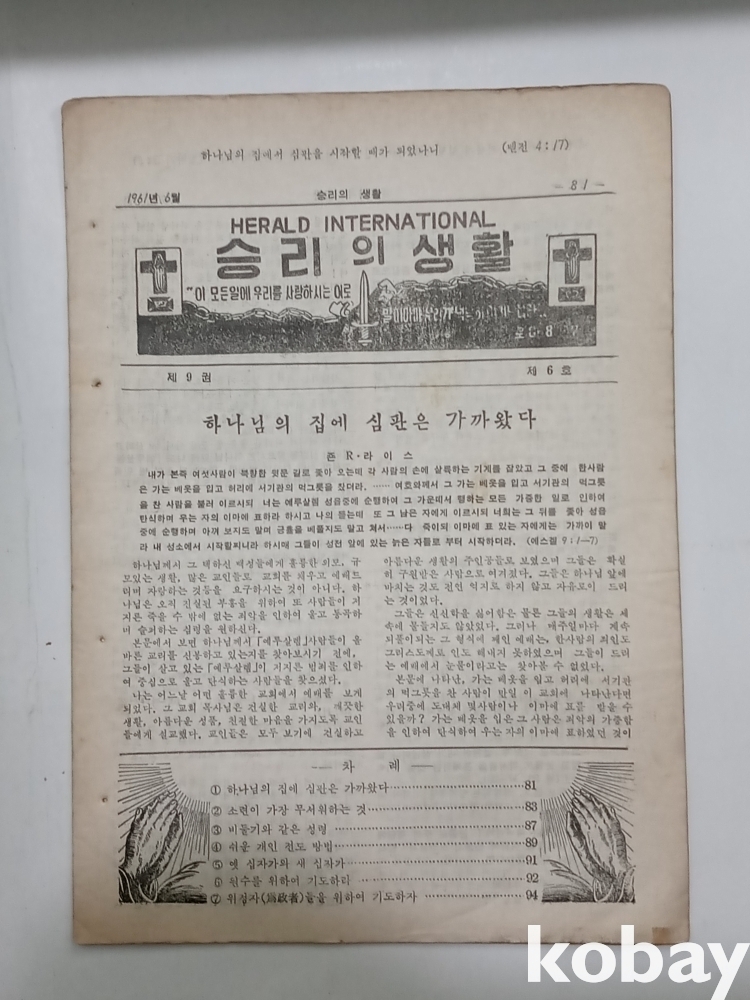 하나님의 집에서 심판을 시작할 때가 되었나니 (벧전 4:17)
1961년 6월 승리의 생활 -81-
HERALD INTERNATIONAL
승리의 생활
"이 모든일에 우리를 사랑하시는 이로
말미아마 우리가
롬 8
제 9 권 제 6 호
하나님의 집에 심판은 가까왔다
죤 R·라이스
내가 본즉 여섯사람이 북향한 윗문 길로 좇아 오는데 각 사람의 손에 살륙하는 기계를 잡았고 그 중에 한사람
은 가는 베옷을 입고 허리에 서기관의 먹그릇을 찼더라. ……여호와께서 그 가는 베옷을 입고 서기관의 먹그릇
을 찬 사람을 불러 이르시되 너는 예루살렘 성읍중에 순행하여 그 가운데서 행하는 모든 가증한 일로 인하여
탄식하며 우는 자의 이마에 표하라 하시고 나의 듣는데 또 그 남은 자에게 이르시되 너희는 그 뒤를 좇아 성읍
중에 순행하며 아껴 보지도 말며 긍휼을 베풀지도 말고 쳐서……다 죽이되 이마에 표 있는 자에게는 가까이 말
라 내 성소에서 시작할찌니라 하시매 그들이 성전 앞에 있는 늙은 자들로 부터 시작하더라. (에스겔 9:1—7)
하나님께서 그 택하신 백성들에게 훌륭한 외모, 규
모있는 생활, 많은 교인들로 교회를 채우고 예배드
리며 자랑하는 것등을 요구하시는 것이 아니다. 하
나님은 오직 진실된 부흥을 위하여 또 사람들이 저
지른 죽을 수 밖에 없는 죄악을 인하여 울고 통곡하
며 슬퍼하는 심령을 원하신다.
본문에서 보면 하나님께서 「예루살렘」사람들이 올
바른 교리를 신봉하고 있는지를 찾아보시기 전에,
그들이 살고 있는 「예루살렘」이 저지른 범죄를 인하
여 중심으로 울고 탄식하는 사람들을 찾으셨다.
나는 어느날 어떤 훌륭한 교회에서 예배를 보게
되었다. 그 교회 목사님은 건실한 교리와, 깨끗한
생활, 아름다운 성품, 친절한 마음을 가지도록 교인
들에게 설교했다. 교인들은 모두 보기에 건실하고
아름다운 생활의 주인공들로 보였으며 그들은 확실
히 구원받은 사람으로 여겨졌다. 그들은 하나님 앞에
바치는 것도 전연 억지로 하지 않고 자유로이 드리
는 것이었다.
그들은 신신학을 싫어함은 물론 그들의 생활은 세
속에 물들지도 않았었다. 그러나 매주일마다 계속
되풀이되는 그 형식에 매인 예배는, 한사람의 죄인도
그리스도께로 인도 해내지 못하였으며 그들이 드리
는 예배에서 눈물이라고는 찾아볼 수 없었다.
본문에 나타난, 가는 베옷을 입고 허리에 서기관
의 먹그릇을 찬 사람이 만일 이 교회에 나타난다면
우리중에 도대체 몇사람이나 이마에 표를 받을 수
있을까? 가는 베옷을 입은 그 사람은 죄악의 가증함
을 인하여 탄식하여 우는 자의 이마에 표하였던 것이
— 차 례 —
① 하나님의 집에 심판은 가까왔다……81
② 소련이 가장 무서워하는 것……83
③ 비둘기와 같은 성령……87
④ 쉬운 개인 전도 방법……89
⑤ 옛 십자가와 새 십자가……91
⑥ 원수를 위하여 기도하라……92
⑦ 위정자(爲政者)들을 위하여 기도하자……94
kobay